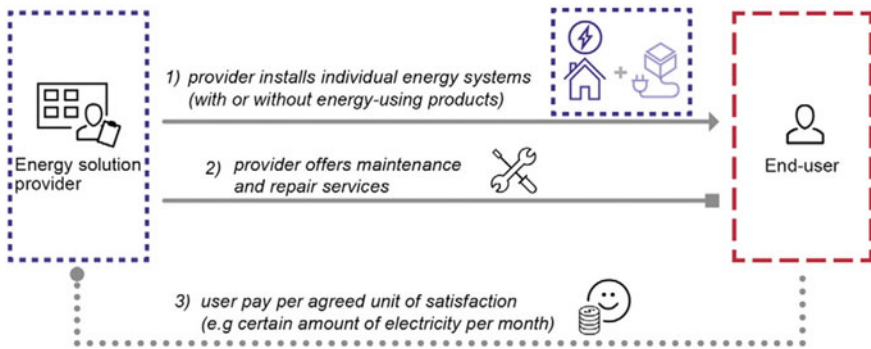 1) provider installs individual energy systems
(with or without energy-using products)
Energy solution
provider
2) provider offers maintenance
and repair services
End-user
3) user pay per agreed unit of satisfaction
(e.g certain amount of electricity per month)